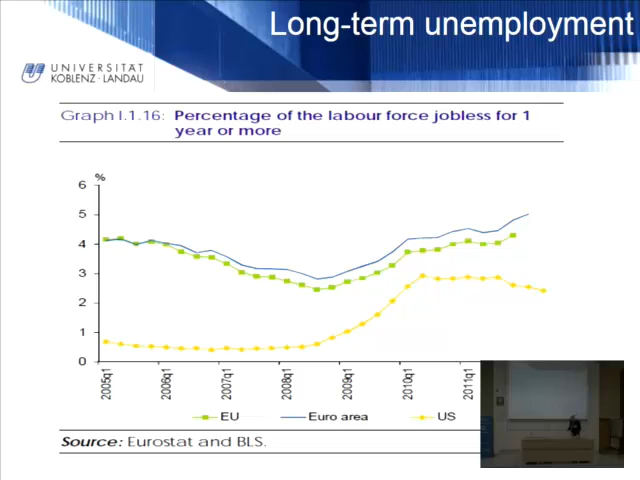 Long-term unemployment
UNIVERSITÄT
KOBLENZ · LANDAU
Graph I.1.16: Percentage of the labour force jobless for 1
year or more
%
6
5
4
3
2
1
0
2005q1 2006q1 2007q1 2008q1 2009q1 2010q1 2011q1
EU Euro area US
Source: Eurostat and BLS.